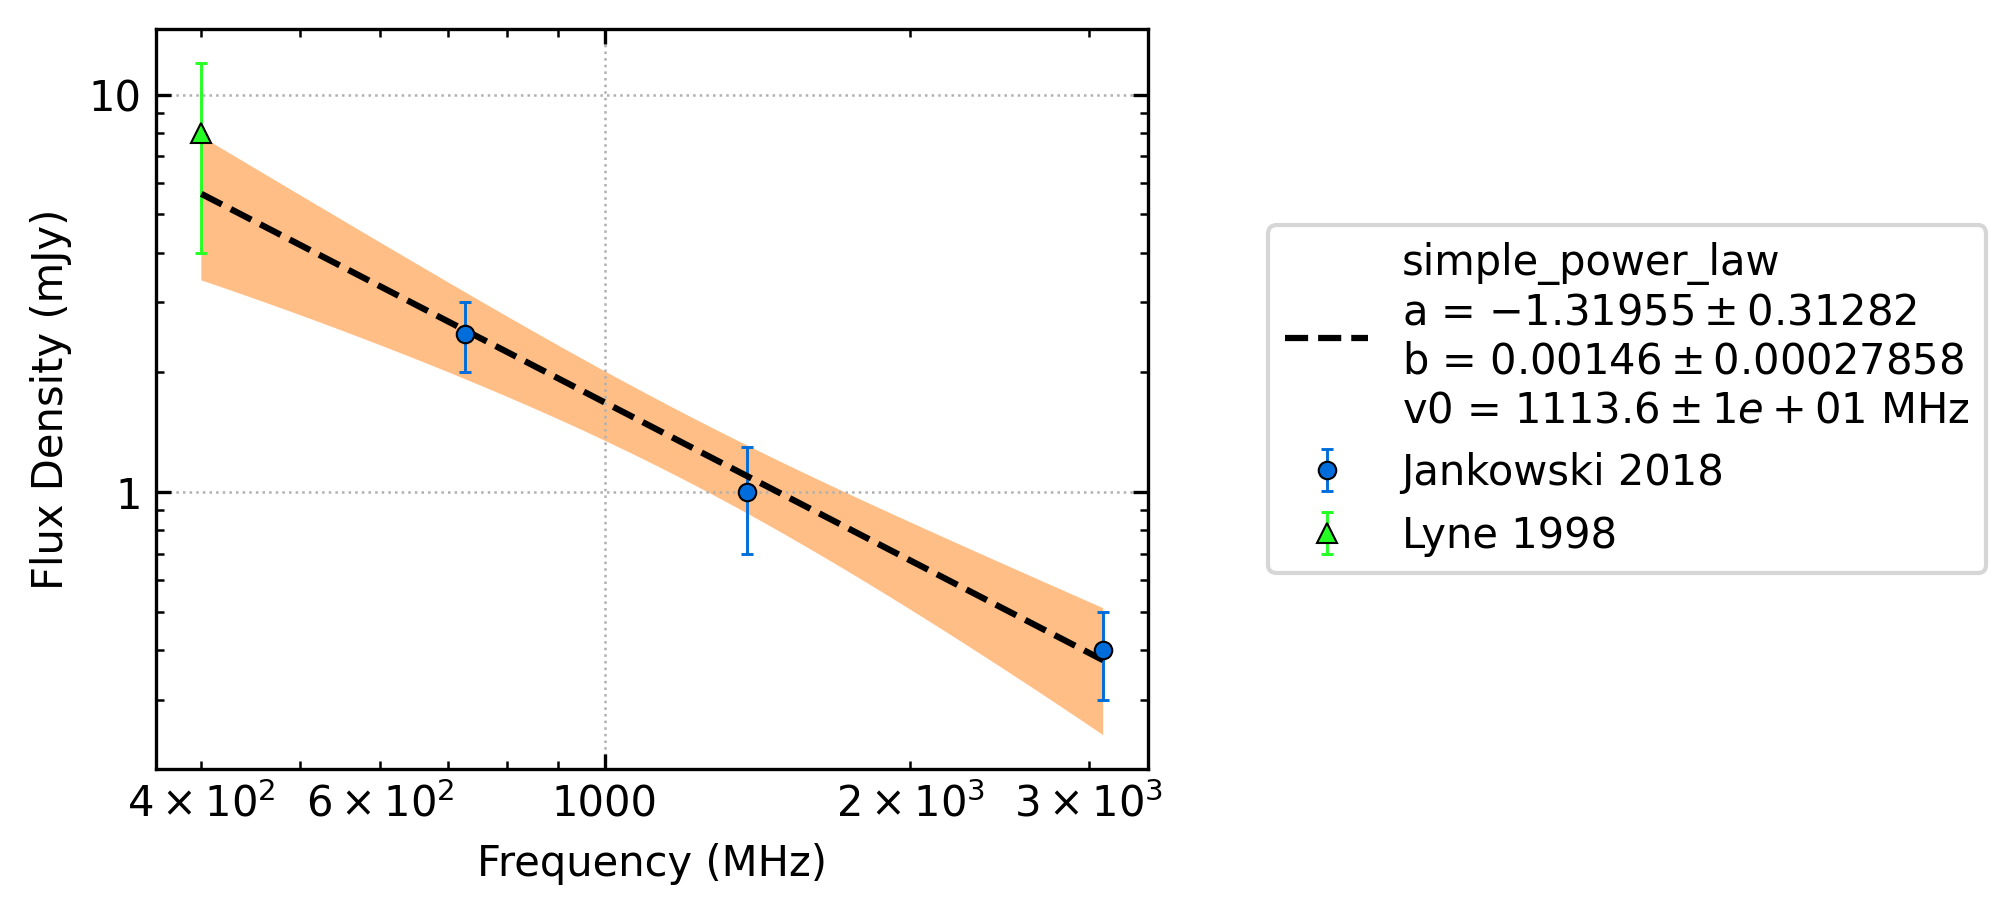 10
1
Flux Density (mJy)
4 × 10² 6 × 10² 1000 2 × 10³ 3 × 10³
Frequency (MHz)
simple_power_law
a = −1.31955 ± 0.31282
b = 0.00146 ± 0.00027858
v0 = 1113.6 ± 1e + 01 MHz
Jankowski 2018
Lyne 1998